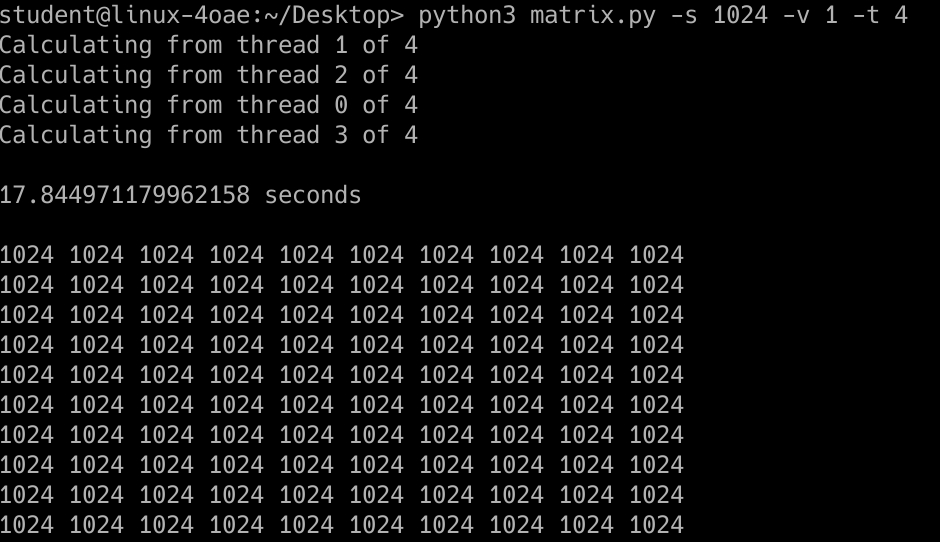 student@linux-4oae:~/Desktop> python3 matrix.py -s 1024 -v 1 -t 4
Calculating from thread 1 of 4
Calculating from thread 2 of 4
Calculating from thread 0 of 4
Calculating from thread 3 of 4
17.844971179962158 seconds
1024 1024 1024 1024 1024 1024 1024 1024 1024 1024
1024 1024 1024 1024 1024 1024 1024 1024 1024 1024
1024 1024 1024 1024 1024 1024 1024 1024 1024 1024
1024 1024 1024 1024 1024 1024 1024 1024 1024 1024
1024 1024 1024 1024 1024 1024 1024 1024 1024 1024
1024 1024 1024 1024 1024 1024 1024 1024 1024 1024
1024 1024 1024 1024 1024 1024 1024 1024 1024 1024
1024 1024 1024 1024 1024 1024 1024 1024 1024 1024
1024 1024 1024 1024 1024 1024 1024 1024 1024 1024
1024 1024 1024 1024 1024 1024 1024 1024 1024 1024